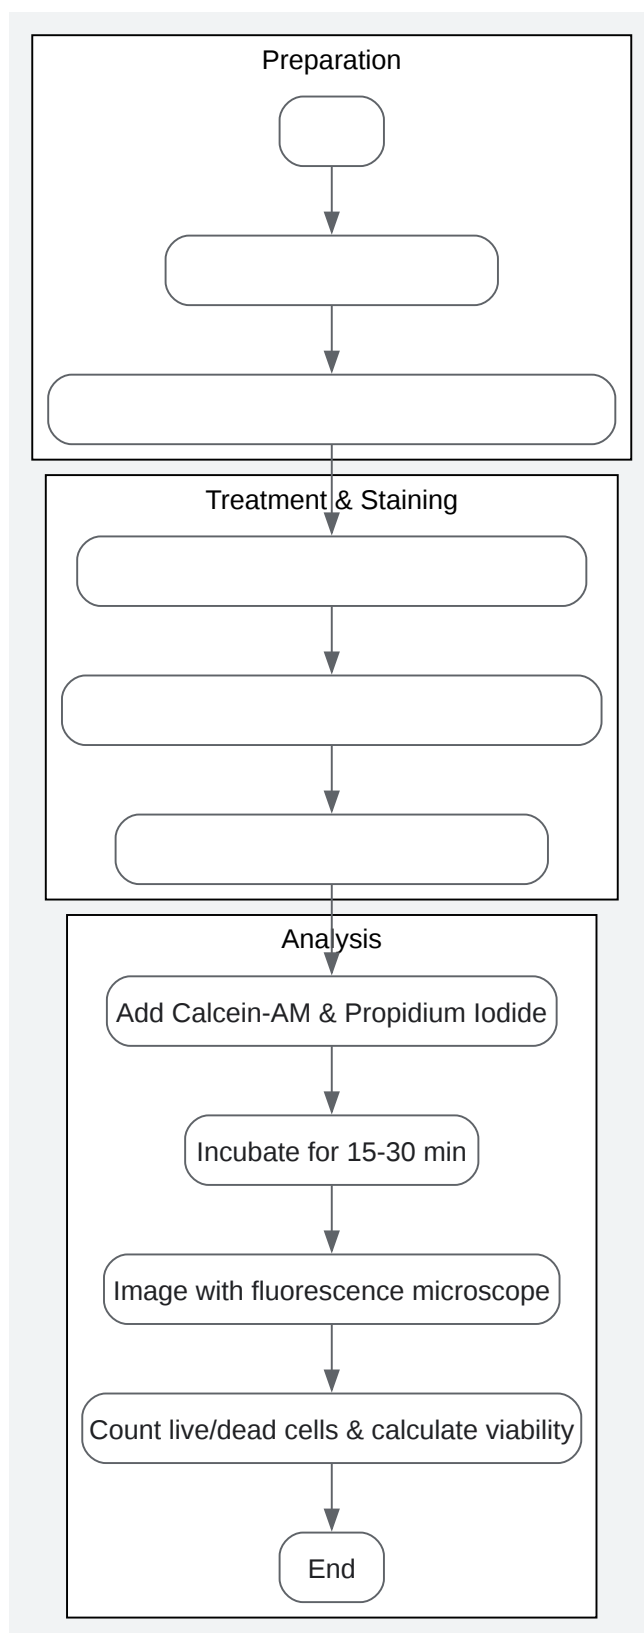 Preparation
Treatment & Staining
Analysis
Add Calcein-AM & Propidium Iodide
Incubate for 15-30 min
Image with fluorescence microscope
Count live/dead cells & calculate viability
End